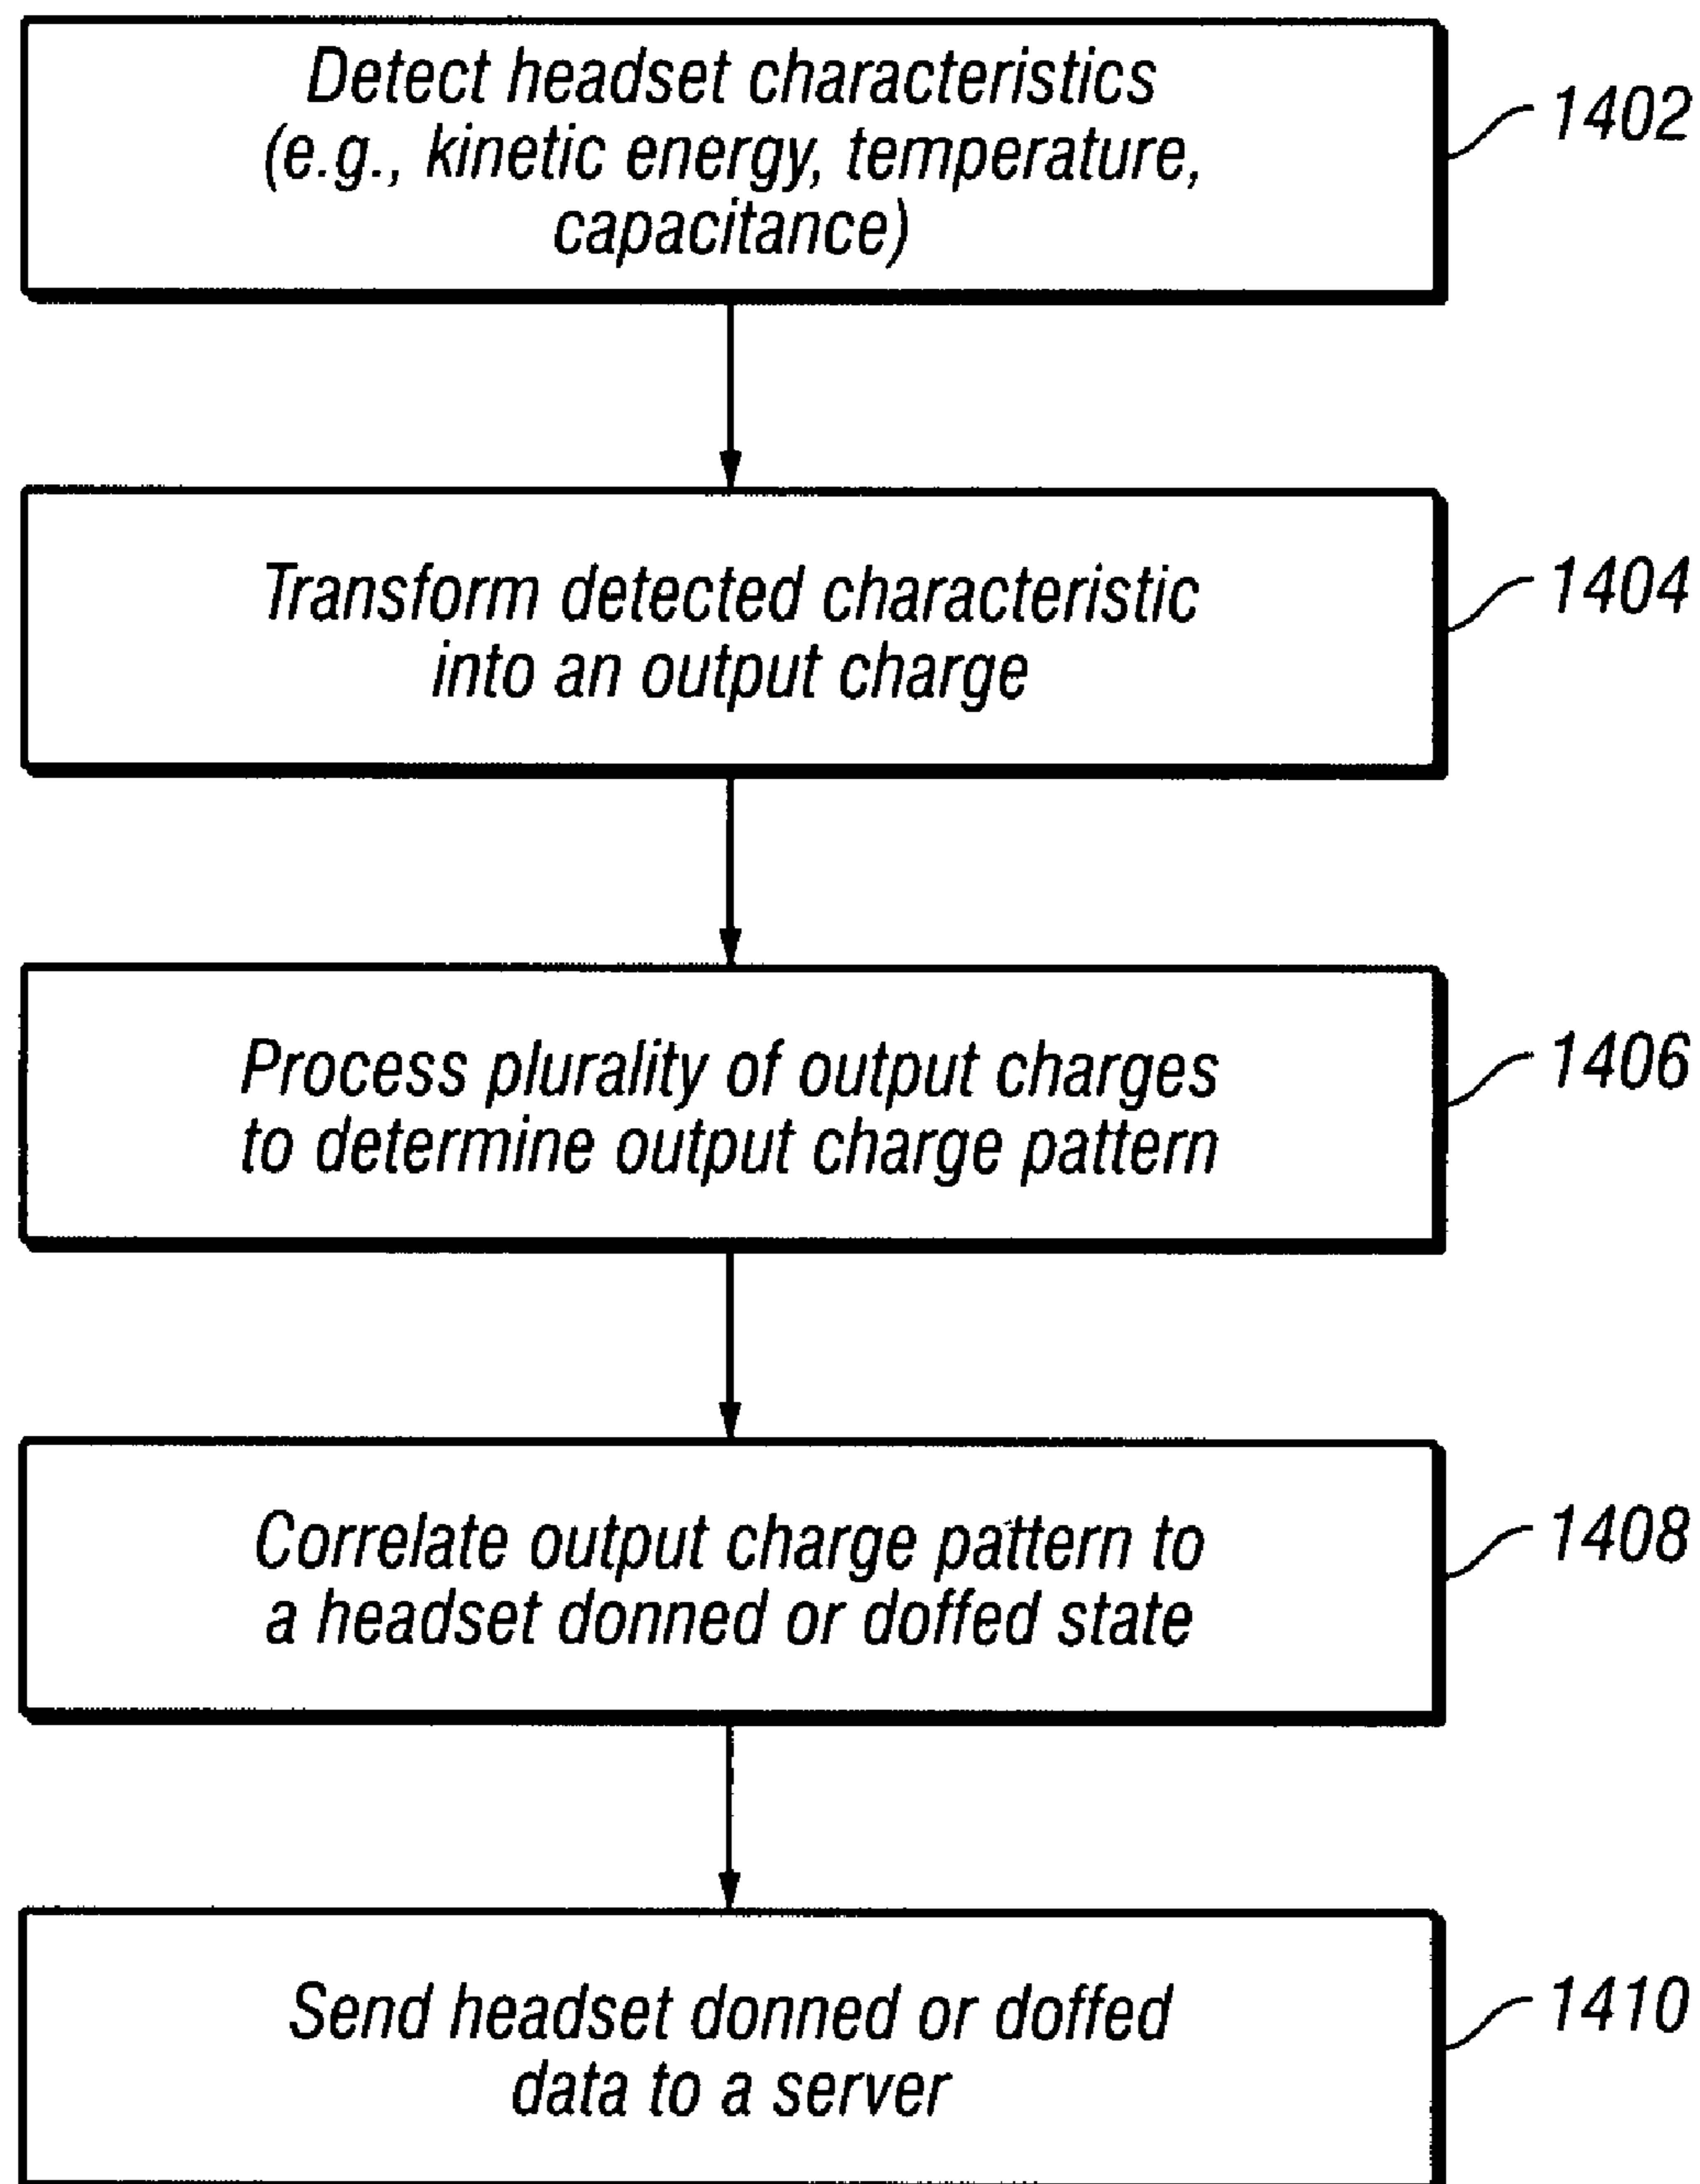 Detect headset characteristics
(e.g., kinetic energy, temperature,
capacitance)
1402
Transform detected characteristic
into an output charge
1404
Process plurality of output charges
to determine output charge pattern
1406
Correlate output charge pattern to
a headset donned or doffed state
1408
Send headset donned or doffed
data to a server
1410